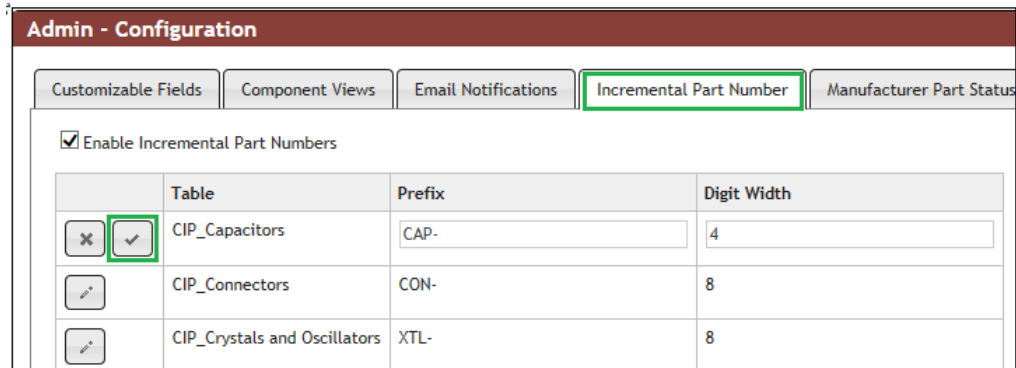 Admin - Configuration
Customizable Fields Component Views Email Notifications Incremental Part Number Manufacturer Part Status
Enable Incremental Part Numbers
Table Prefix Digit Width
CIP_Capacitors CAP- 4
CIP_Connectors CON- 8
CIP_Crystals and Oscillators XTL- 8